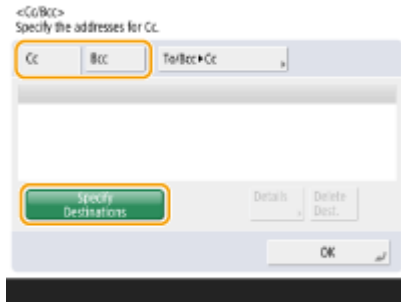 <Cc/Bcc>
Specify the addresses for Cc.
Cc
Bcc
To/Bcc▶Cc
Specify
Destinations
Details
Delete
Dest.
OK